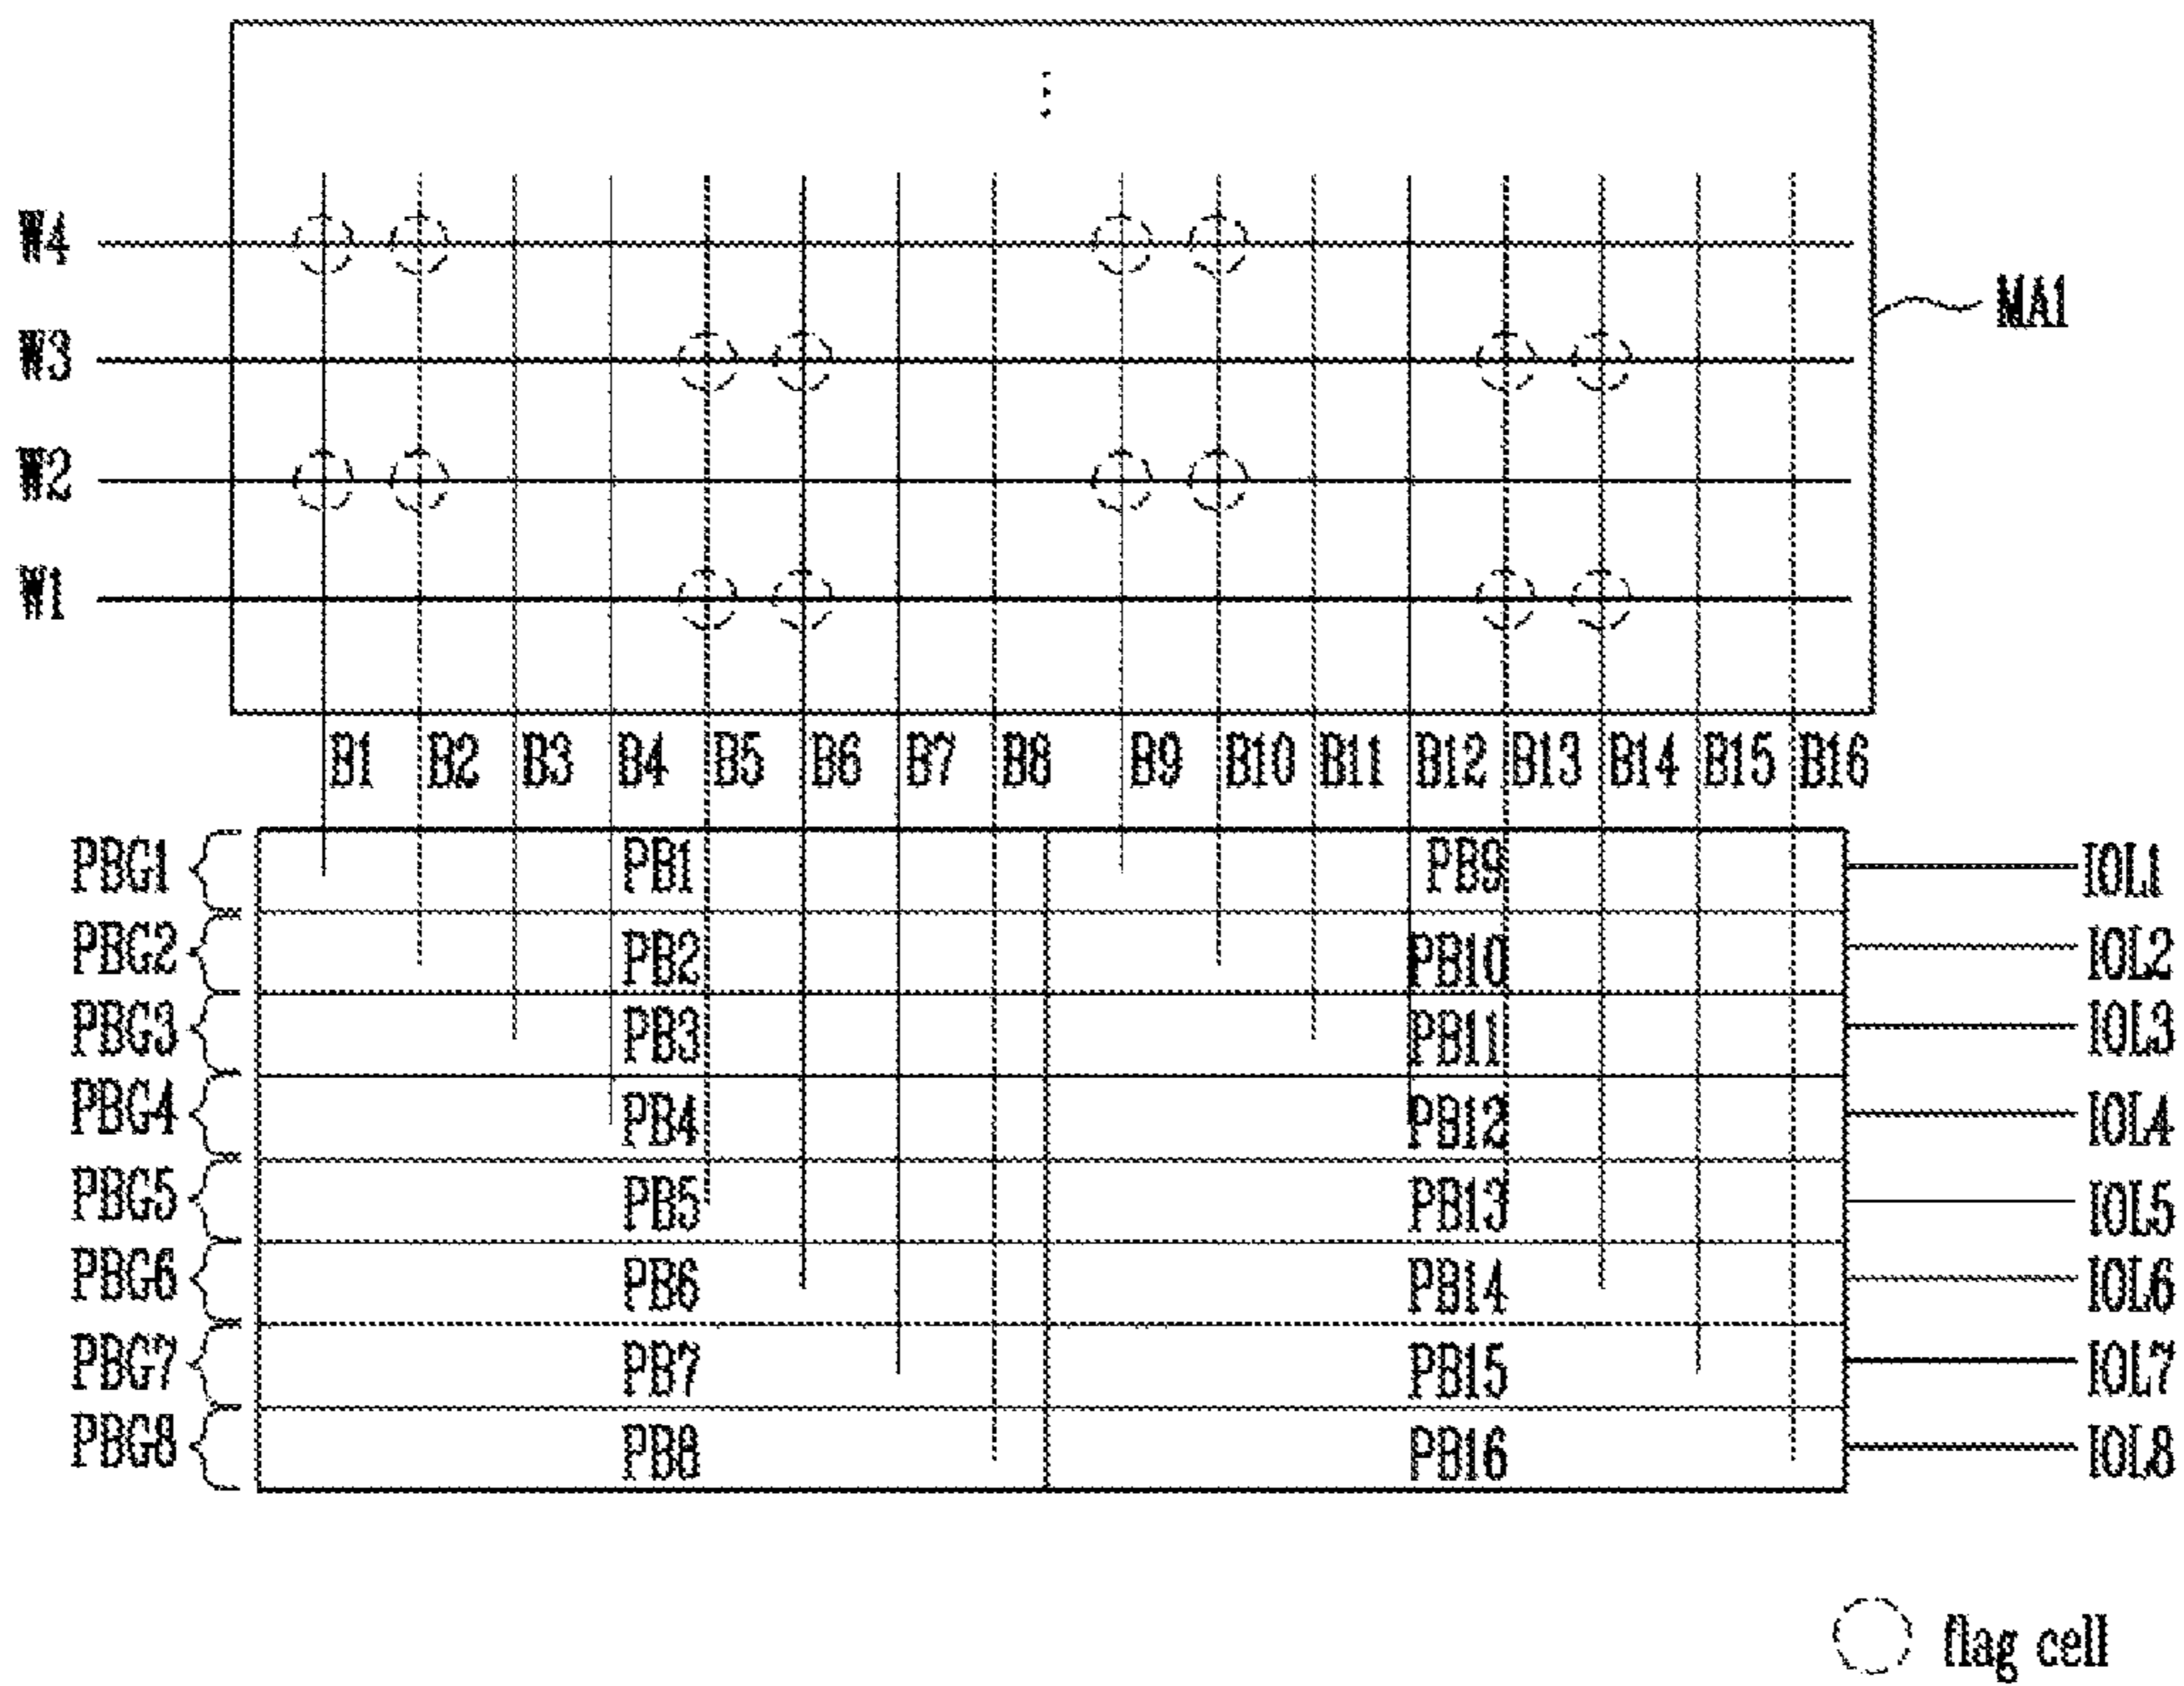 ⋮
W4
MA1
W3
W2
W1
B1 B2 B3 B4 B5 B6 B7 B8 B9 B10 B11 B12 B13 B14 B15 B16
PBG1 PB1 PB9 IOL1
PBG2 PB2 PB10 IOL2
PBG3 PB3 PB11 IOL3
PBG4 PB4 PB12 IOL4
PBG5 PB5 PB13 IOL5
PBG6 PB6 PB14 IOL6
PBG7 PB7 PB15 IOL7
PBG8 PB8 PB16 IOL8
flag cell